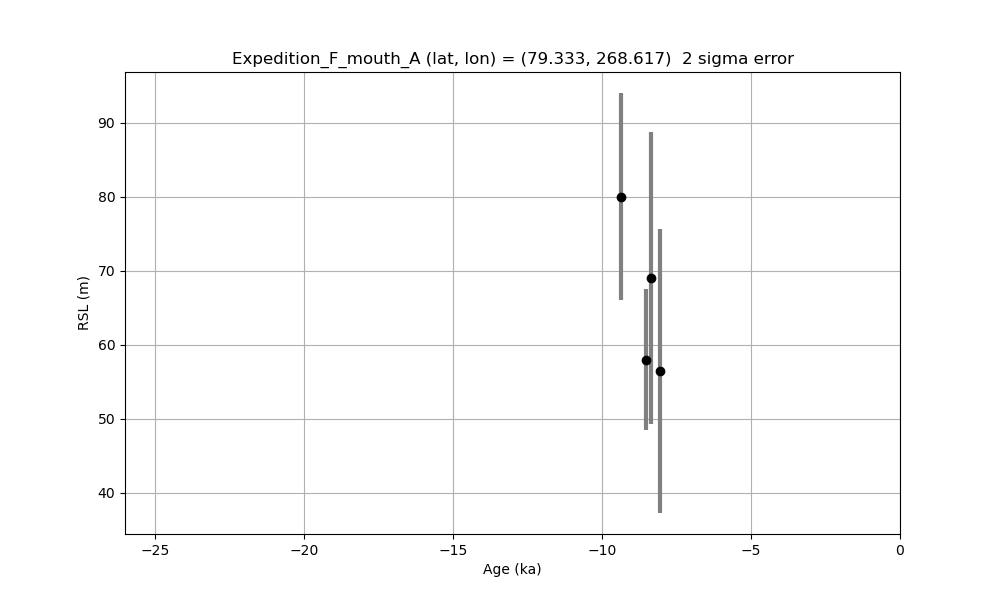 Expedition_F_mouth_A (lat, lon) = (79.333, 268.617)  2 sigma error
RSL (m)
90
80
70
60
50
40
−25 −20 −15 −10 −5 0
Age (ka)